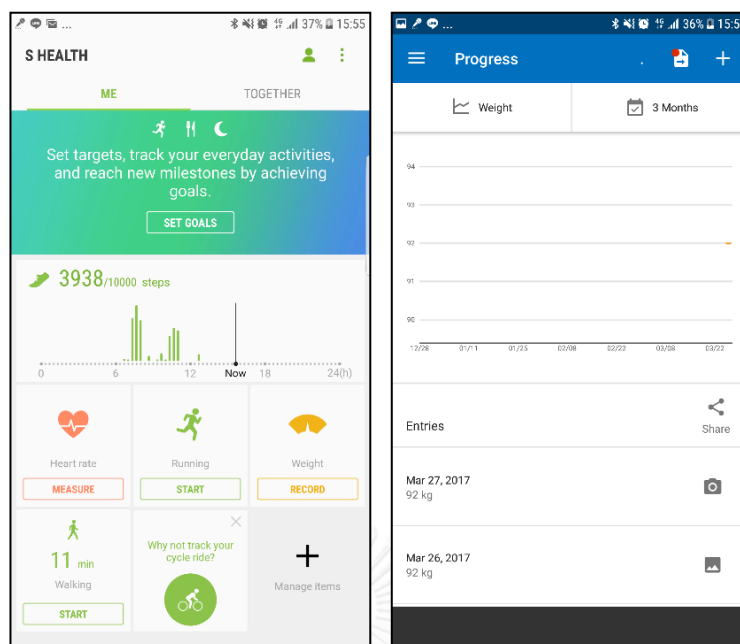 ... 37% 15:55
S HEALTH
ME TOGETHER
Set targets, track your everyday activities,
and reach new milestones by achieving
goals.
SET GOALS
3938/10000 steps
0 6 12 Now 18 24(h)
Heart rate Running Weight
MEASURE START RECORD
11 min
Walking
START
Why not track your
cycle ride?
Manage items
... 36% 15:5
Progress
Weight 3 Months
94
93
92
91
90
12/28 01/11 01/25 02/08 02/22 03/08 03/22
Entries
Share
Mar 27, 2017
92 kg
Mar 26, 2017
92 kg